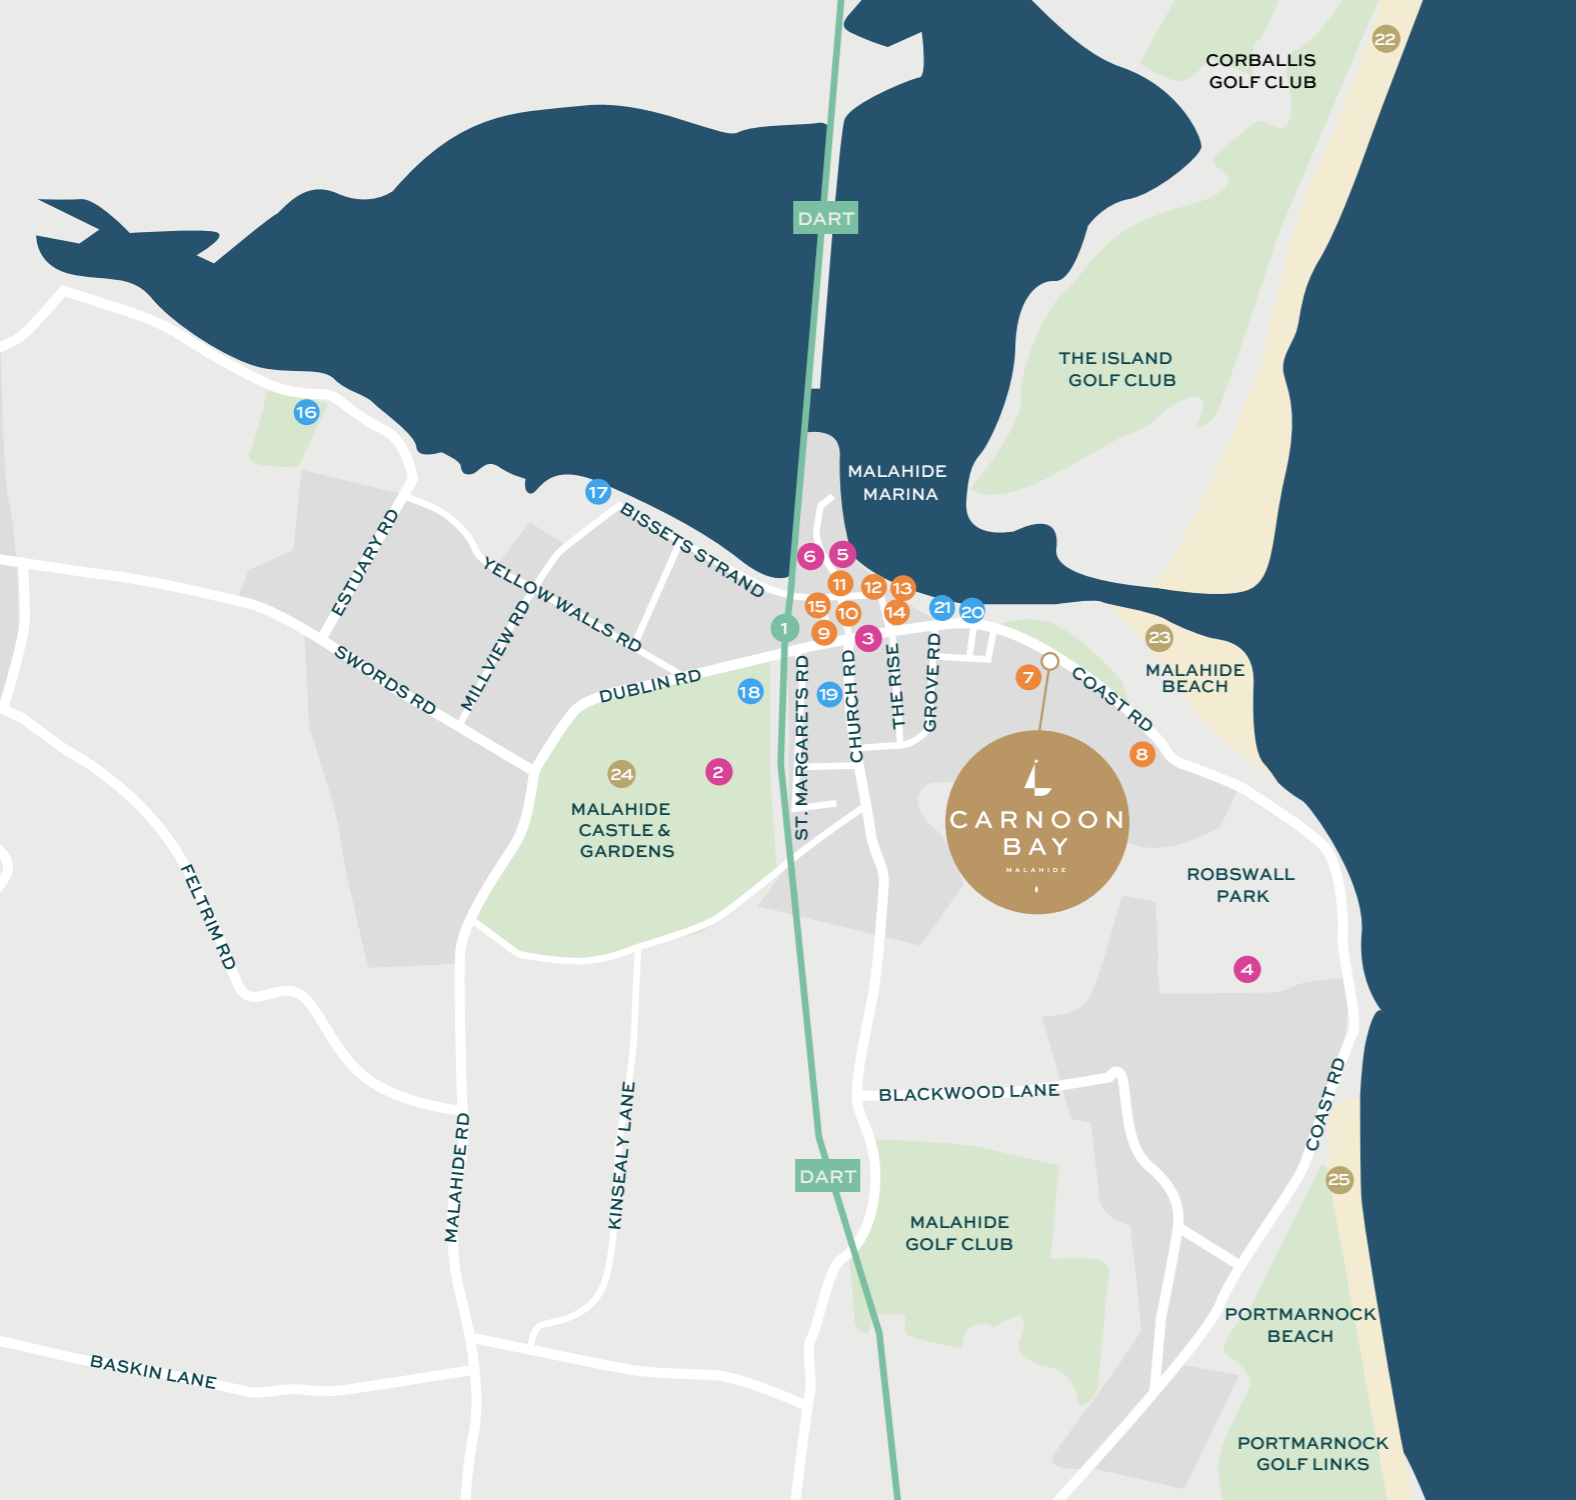 22
CORBALLIS
GOLF CLUB
DART
THE ISLAND
GOLF CLUB
16
MALAHIDE
MARINA
17
BISSETS STRAND
ESTUARY RD
YELLOW WALLS RD
MILLVIEW RD
SWORDS RD
6
5
11
12
13
15
10
14
21
20
1
9
3
23
MALAHIDE
BEACH
DUBLIN RD
18
19
ST. MARGARETS RD
CHURCH RD
THE RISE
GROVE RD
7
COAST RD
8
24
2
MALAHIDE
CASTLE &
GARDENS
CARNOON
BAY
MALAHIDE
ROBSWALL
PARK
FELTRIM RD
4
BLACKWOOD LANE
COAST RD
MALAHIDE RD
KINSEALY LANE
DART
25
MALAHIDE
GOLF CLUB
PORTMARNOCK
BEACH
BASKIN LANE
PORTMARNOCK
GOLF LINKS